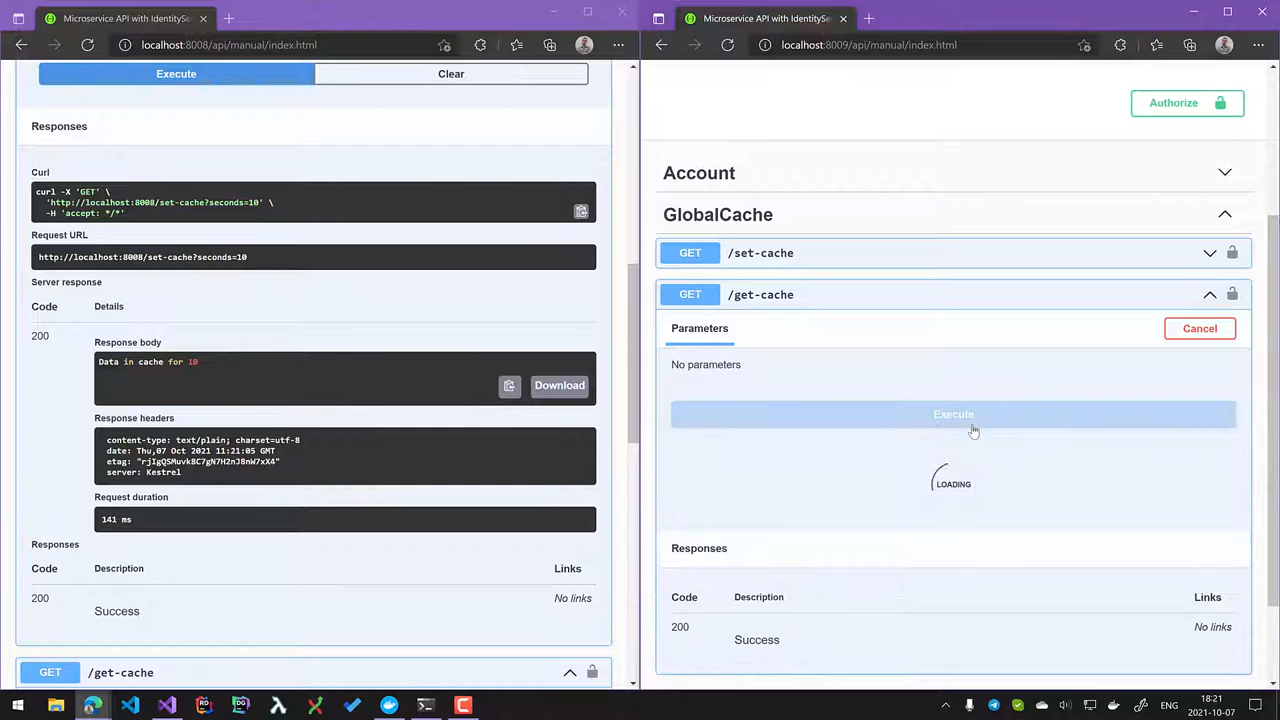 Microservice API with IdentitySe
localhost:8008/api/manual/index.html
Execute
Clear
Responses
Curl
curl -X 'GET' \
'http://localhost:8008/set-cache?seconds=10' \
-H 'accept: */*'
Request URL
http://localhost:8008/set-cache?seconds=10
Server response
Code Details
200
Response body
Data in cache for 10
Download
Response headers
content-type: text/plain; charset=utf-8
date: Thu,07 Oct 2021 11:21:05 GMT
etag: "rjIgQSMuvk8C7gN7H2nJ8nW7xX4"
server: Kestrel
Request duration
141 ms
Responses
Code Description Links
200
Success
No links
GET /get-cache
Microservice API with IdentitySe
localhost:8009/api/manual/index.html
Authorize
Account
GlobalCache
GET /set-cache
GET /get-cache
Parameters
Cancel
No parameters
Execute
LOADING
Responses
Code Description Links
200
Success
No links
ENG
18:21
2021-10-07